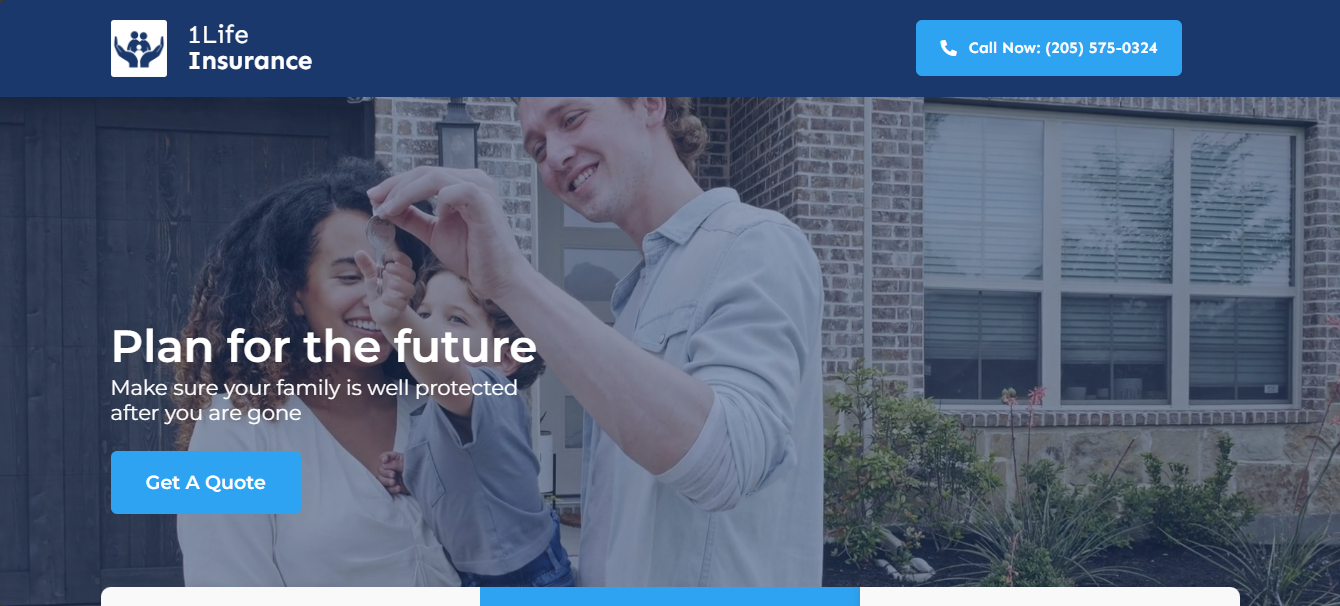 1Life
Insurance
Call Now: (205) 575-0324
Plan for the future
Make sure your family is well protected
after you are gone
Get A Quote